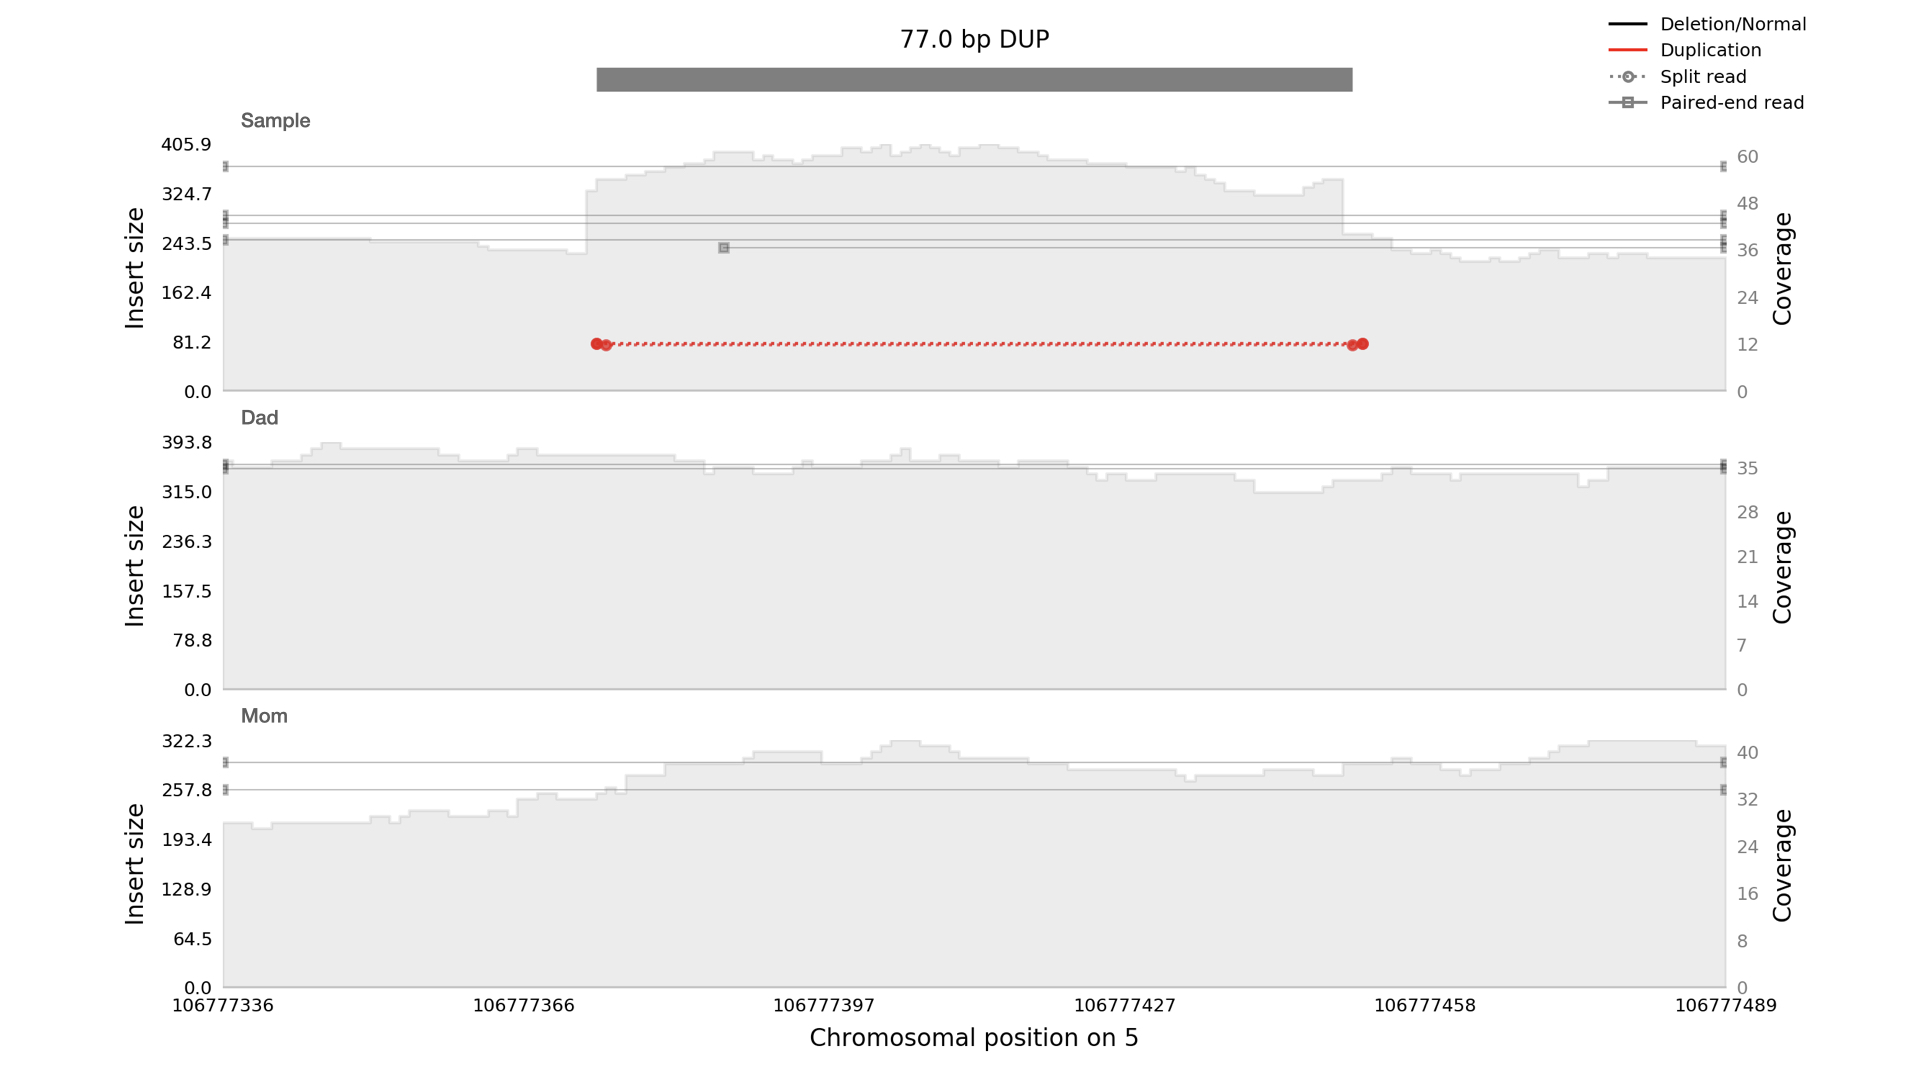 77.0 bp DUP
Deletion/Normal
Duplication
Split read
Paired-end read
Sample
405.9
324.7
243.5
162.4
81.2
0.0
Insert size
60
48
36
24
12
0
Coverage
Dad
393.8
315.0
236.3
157.5
78.8
0.0
Insert size
35
28
21
14
7
0
Coverage
Mom
322.3
257.8
193.4
128.9
64.5
0.0
Insert size
40
32
24
16
8
0
Coverage
106777336 106777366 106777397 106777427 106777458 106777489
Chromosomal position on 5